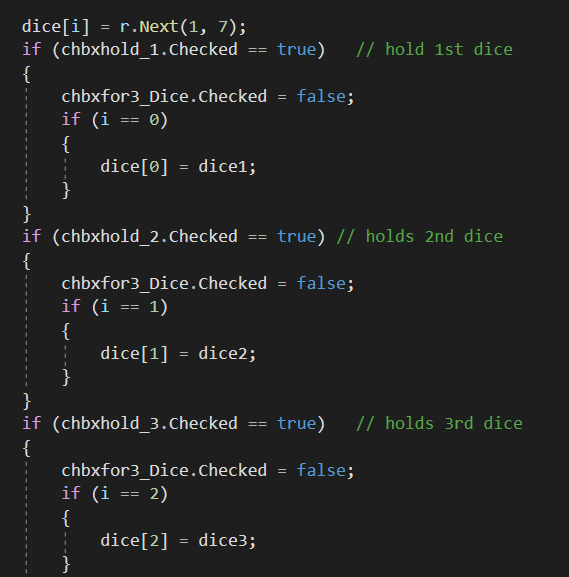 dice[i] = r.Next(1, 7);
if (chbxhold_1.Checked == true)   // hold 1st dice
{
    chbxfor3_Dice.Checked = false;
    if (i == 0)
    {
        dice[0] = dice1;
    }
}
if (chbxhold_2.Checked == true) // holds 2nd dice
{
    chbxfor3_Dice.Checked = false;
    if (i == 1)
    {
        dice[1] = dice2;
    }
}
if (chbxhold_3.Checked == true)   // holds 3rd dice
{
    chbxfor3_Dice.Checked = false;
    if (i == 2)
    {
        dice[2] = dice3;
    }